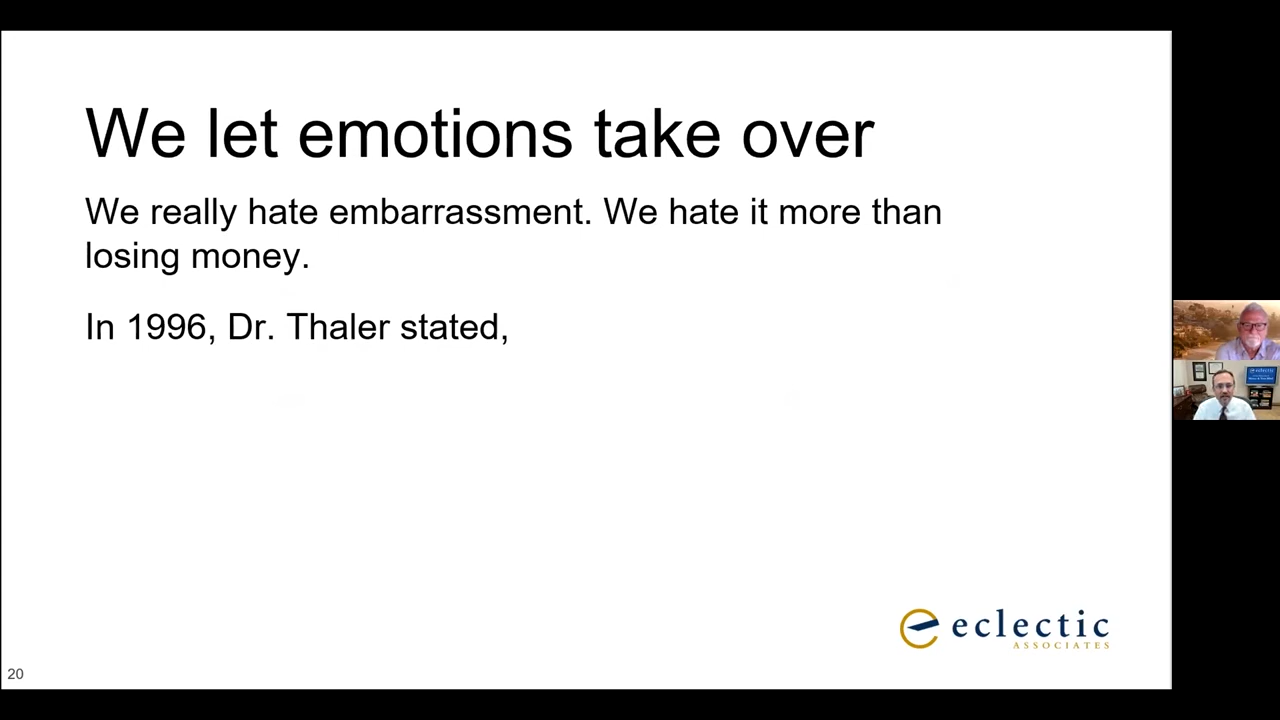 We let emotions take over
We really hate embarrassment. We hate it more than
losing money.
In 1996, Dr. Thaler stated,
eclectic
ASSOCIATES
20